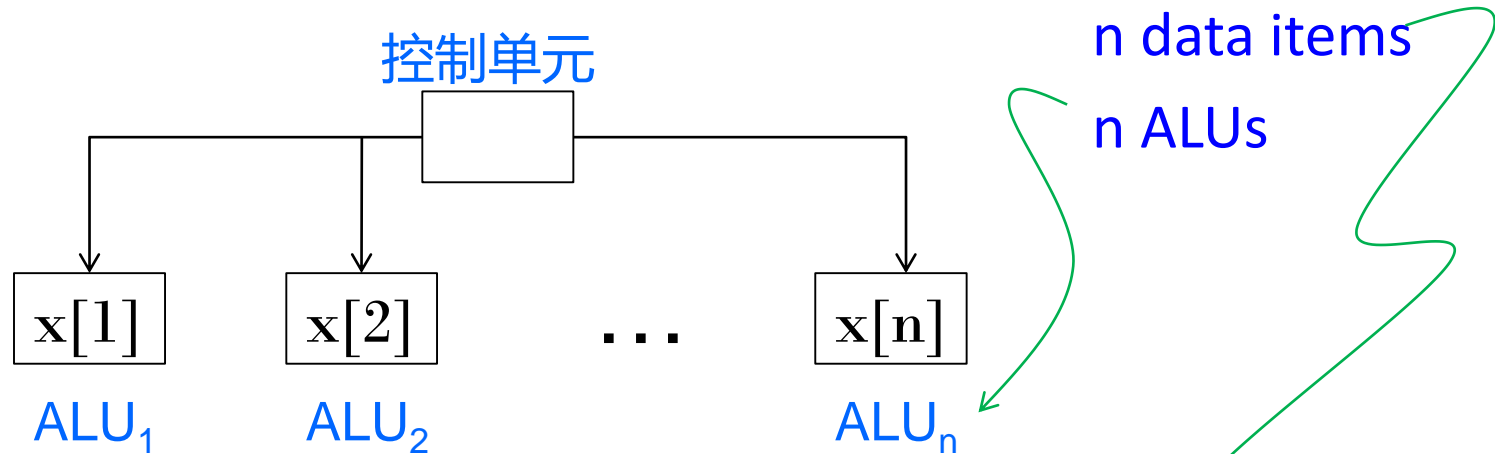 控制单元
n data items
n ALUs
x[1] x[2] ... x[n]
ALU₁ ALU₂ ALUₙ